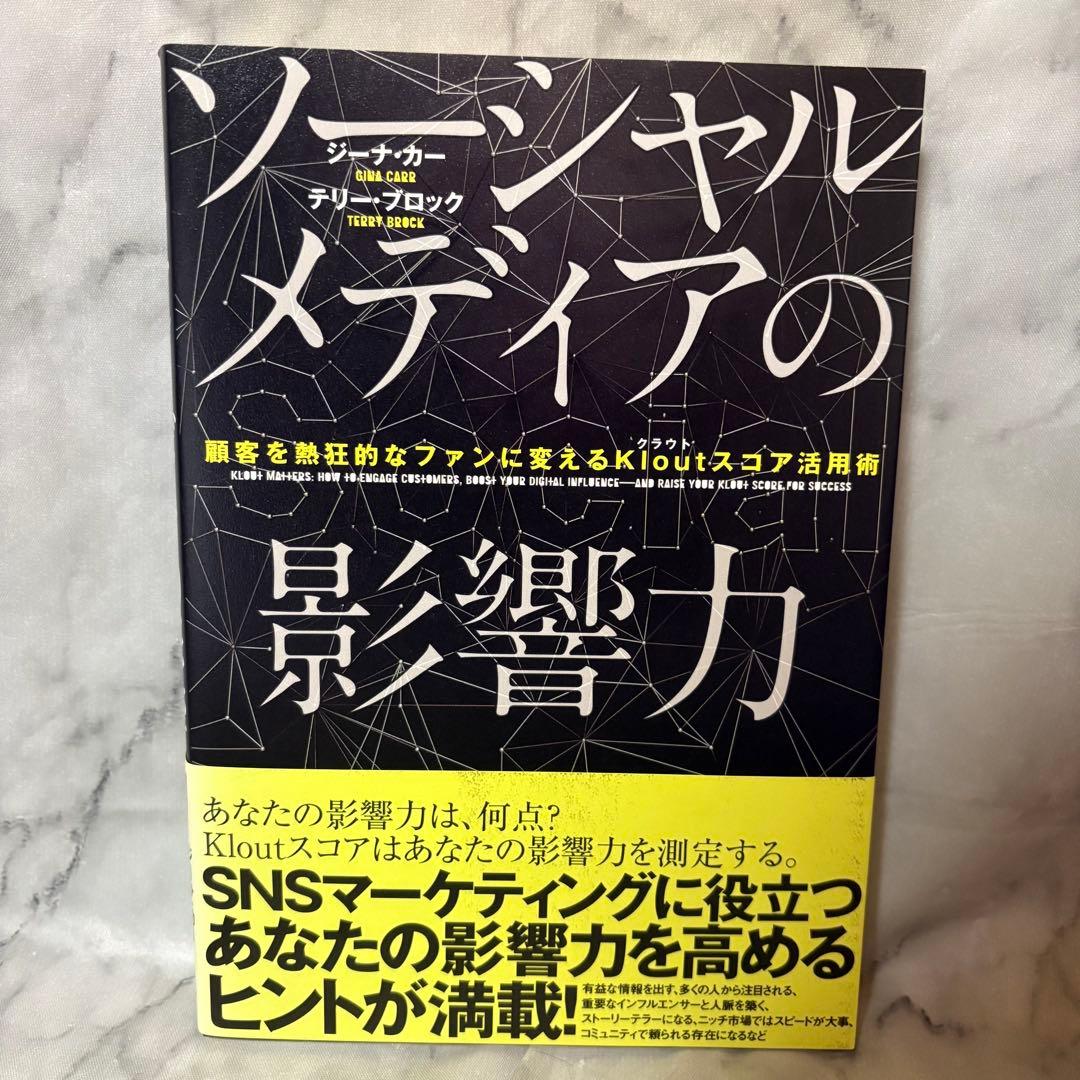 ソーシャル
ジーナ・カー
GINA CARR
テリー・ブロック
TERRY BROCK
メディアの
Social
クラウト
顧客を熱狂的なファンに変えるKloutスコア活用術
KLOUT MATTERS: HOW TO ENGAGE CUSTOMERS, BOOST YOUR DIGITAL INFLUENCE—AND RAISE YOUR KLOUT SCORE FOR SUCCESS
影響力
あなたの影響力は、何点?
Kloutスコアはあなたの影響力を測定する。
SNSマーケティングに役立つ
あなたの影響力を高める
ヒントが満載!
有益な情報を出す、多くの人から注目される、
重要なインフルエンサーと人脈を築く、
ストーリーテラーになる、ニッチ市場ではスピードが大事、
コミュニティで頼られる存在になるなど